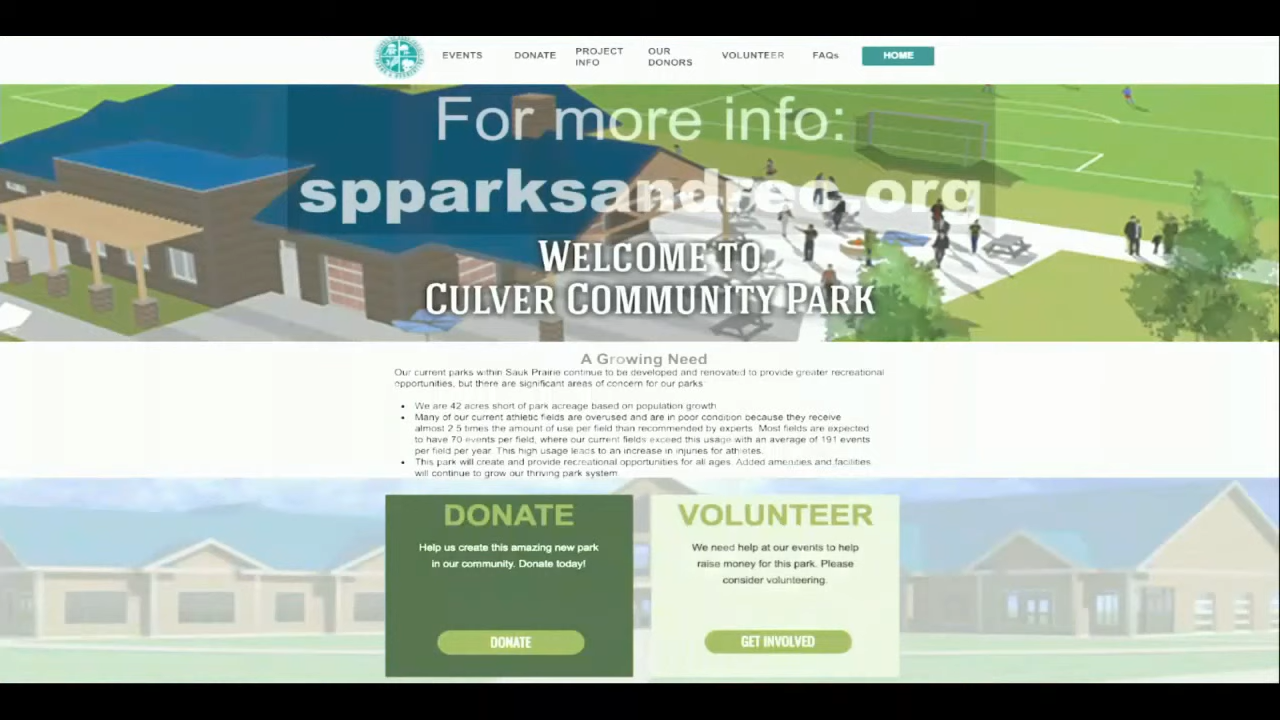 EVENTS
DONATE
PROJECT
INFO
OUR
DONORS
VOLUNTEER
FAQs
HOME
For more info:
spparksandrec.org
WELCOME TO
CULVER COMMUNITY PARK
A Growing Need
Our current parks within Sauk Prairie continue to be developed and renovated to provide greater recreational
opportunities, but there are significant areas of concern for our parks:
• We are 42 acres short of park acreage based on population growth
• Many of our current athletic fields are overused and are in poor condition because they receive
almost 2.5 times the amount of use per field than recommended by experts. Most fields are expected
to have 70 events per field, where our current fields exceed this usage with an average of 191 events
per field per year. This high usage leads to an increase in injuries for athletes.
• This park will create and provide recreational opportunities for all ages. Added amenities and facilities
will continue to grow our thriving park system.
DONATE
Help us create this amazing new park
in our community. Donate today!
DONATE
VOLUNTEER
We need help at our events to help
raise money for this park. Please
consider volunteering.
GET INVOLVED